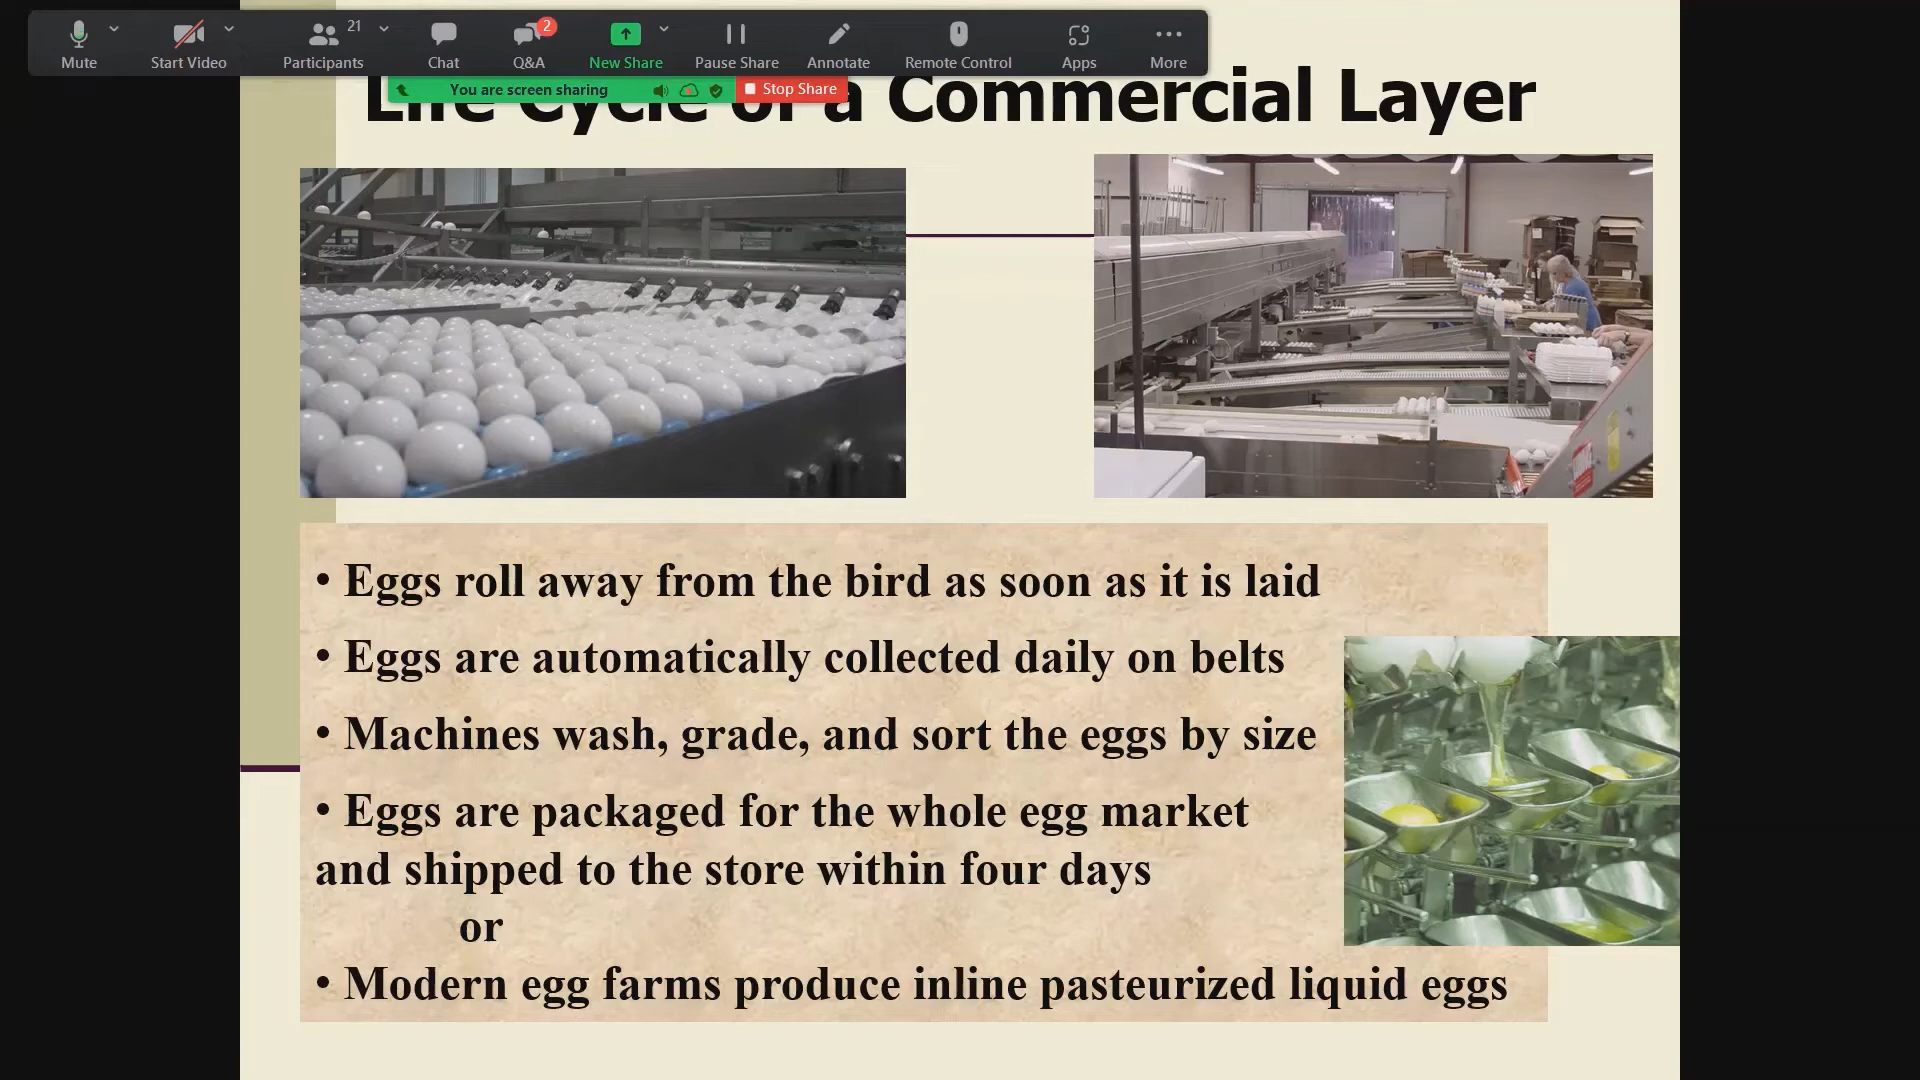 21
2
Mute
Start Video
Participants
Chat
Q&A
New Share
Pause Share
Annotate
Remote Control
Apps
More
You are screen sharing
Stop Share
Life Cycle of a Commercial Layer
• Eggs roll away from the bird as soon as it is laid
• Eggs are automatically collected daily on belts
• Machines wash, grade, and sort the eggs by size
• Eggs are packaged for the whole egg market
and shipped to the store within four days
or
• Modern egg farms produce inline pasteurized liquid eggs